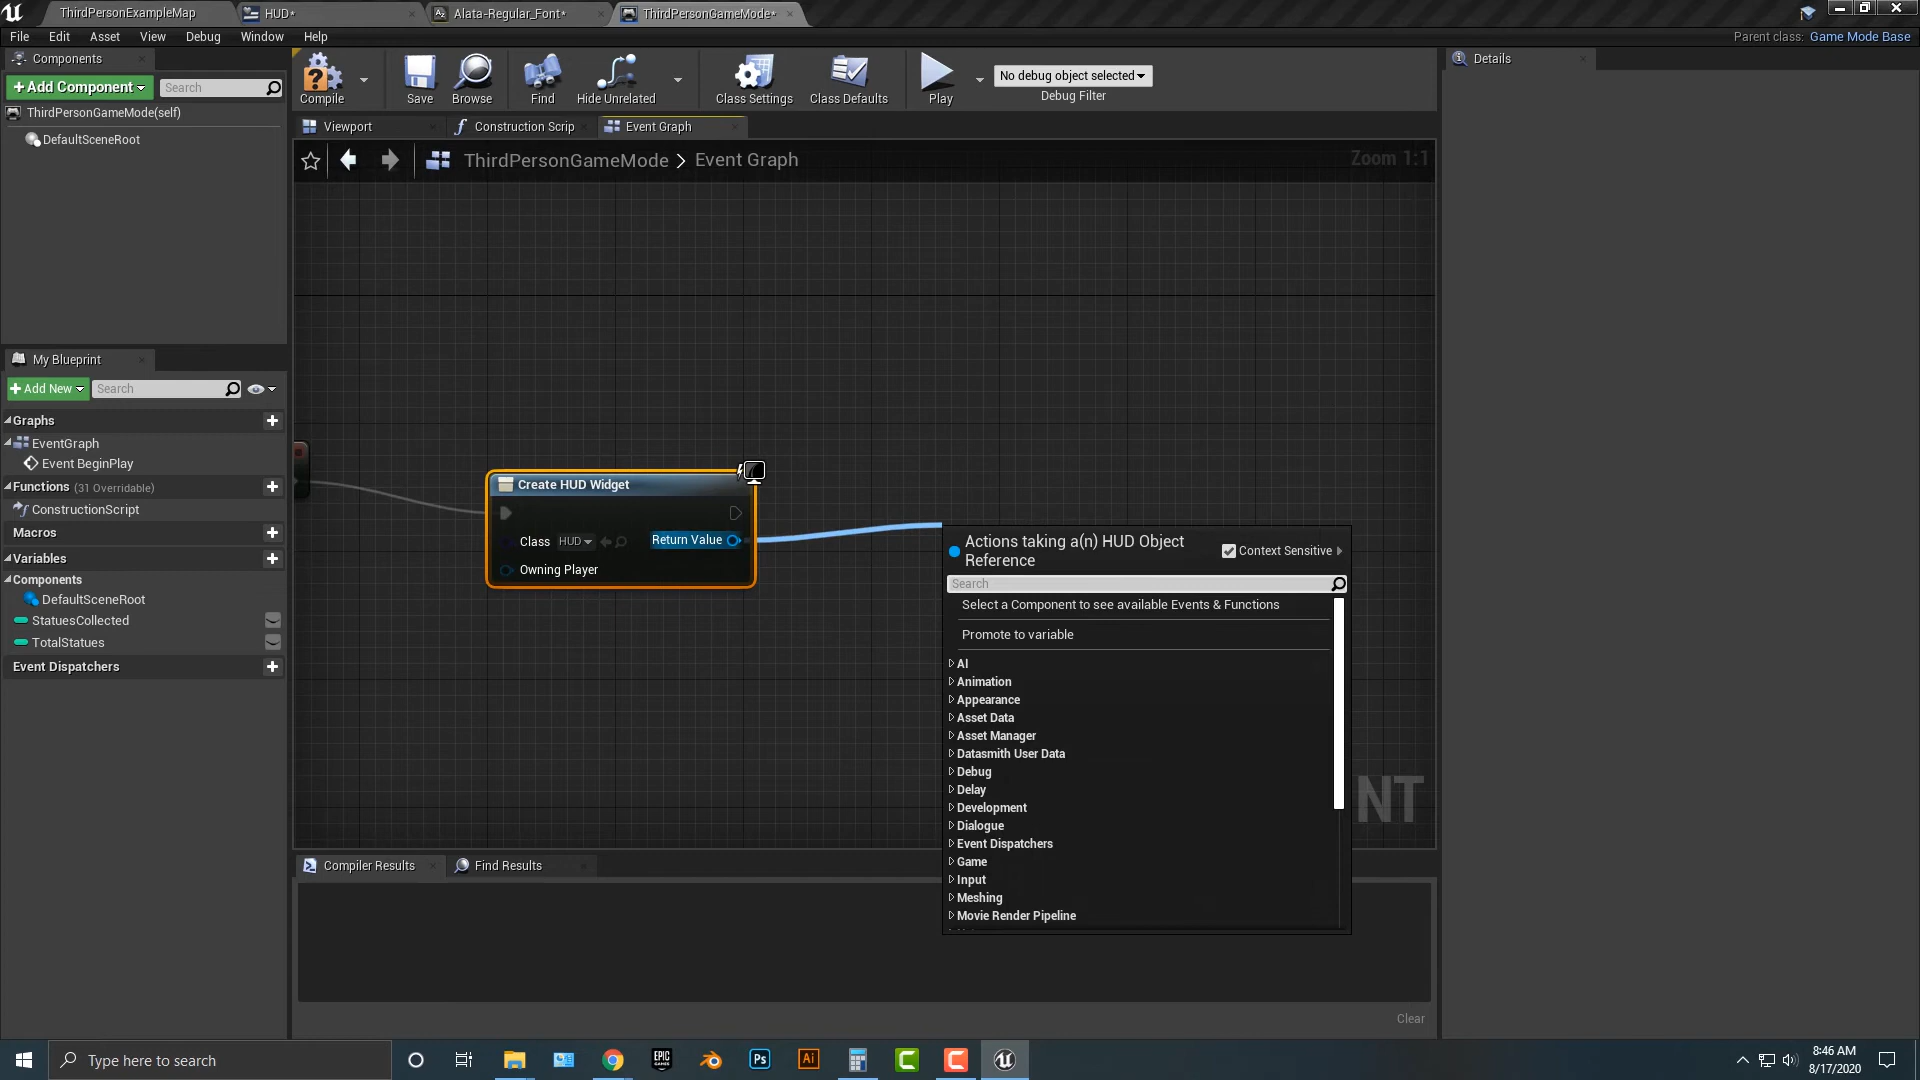 ThirdPersonExampleMap
HUD*
Alata-Regular_Font*
ThirdPersonGameMode*
File Edit Asset View Debug Window Help
Parent class: Game Mode Base
Components
+Add Component
Search
ThirdPersonGameMode(self)
DefaultSceneRoot
Compile
Save
Browse
Find
Hide Unrelated
Class Settings
Class Defaults
Play
No debug object selected
Debug Filter
Details
Viewport
Construction Scrip
Event Graph
ThirdPersonGameMode > Event Graph
Zoom 1:1
My Blueprint
+Add New
Search
Graphs
EventGraph
Event BeginPlay
Functions (31 Overridable)
ConstructionScript
Macros
Variables
Components
DefaultSceneRoot
StatuesCollected
TotalStatues
Event Dispatchers
Create HUD Widget
Class HUD
Return Value
Owning Player
Actions taking a(n) HUD Object
Reference
Context Sensitive
Search
Select a Component to see available Events & Functions
Promote to variable
AI
Animation
Appearance
Asset Data
Asset Manager
Datasmith User Data
Debug
Delay
Development
Dialogue
Event Dispatchers
Game
Input
Meshing
Movie Render Pipeline
NT
Compiler Results
Find Results
Clear
Type here to search
EPIC
GAMES
Ps
Ai
8:46 AM
8/17/2020